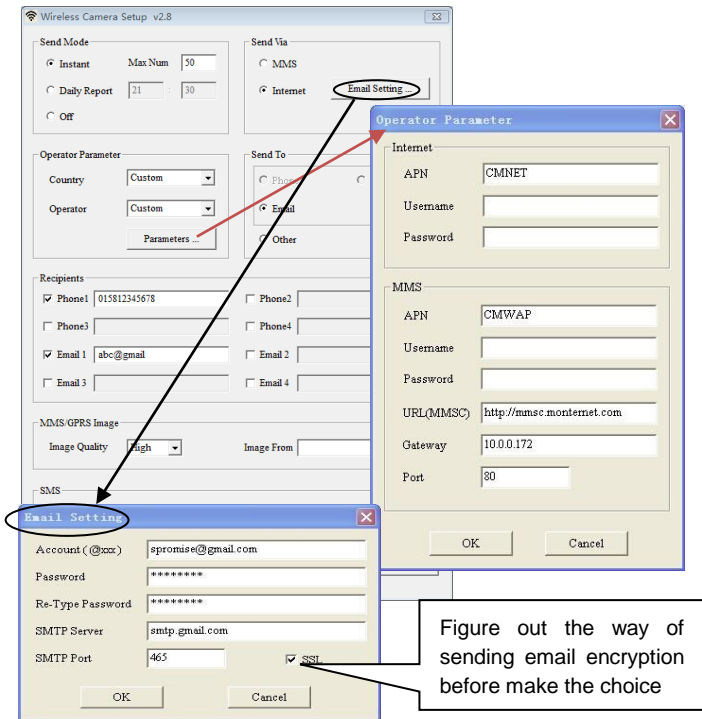 Wireless Camera Setup v2.8
Send Mode
Instant Max Num 50
Daily Report 21 : 30
Off
Send Via
MMS
Internet Email Setting ...
Operator Parameter
Country Custom
Operator Custom
Parameters ...
Send To
Phone
Email
Other
Recipients
Phone1 015812345678
Phone2
Phone3
Phone4
Email 1 abc@gmail
Email 2
Email 3
Email 4
MMS/GPRS Image
Image Quality High
Image From
SMS
Operator Parameter
Internet
APN CMNET
Username
Password
MMS
APN CMWAP
Username
Password
URL(MMSC) http://mmsc.monternet.com
Gateway 10.0.0.172
Port 80
OK Cancel
Email Setting
Account (@xxx) spromise@gmail.com
Password ********
Re-Type Password ********
SMTP Server smtp.gmail.com
SMTP Port 465 SSL
OK Cancel
Figure out the way of
sending email encryption
before make the choice